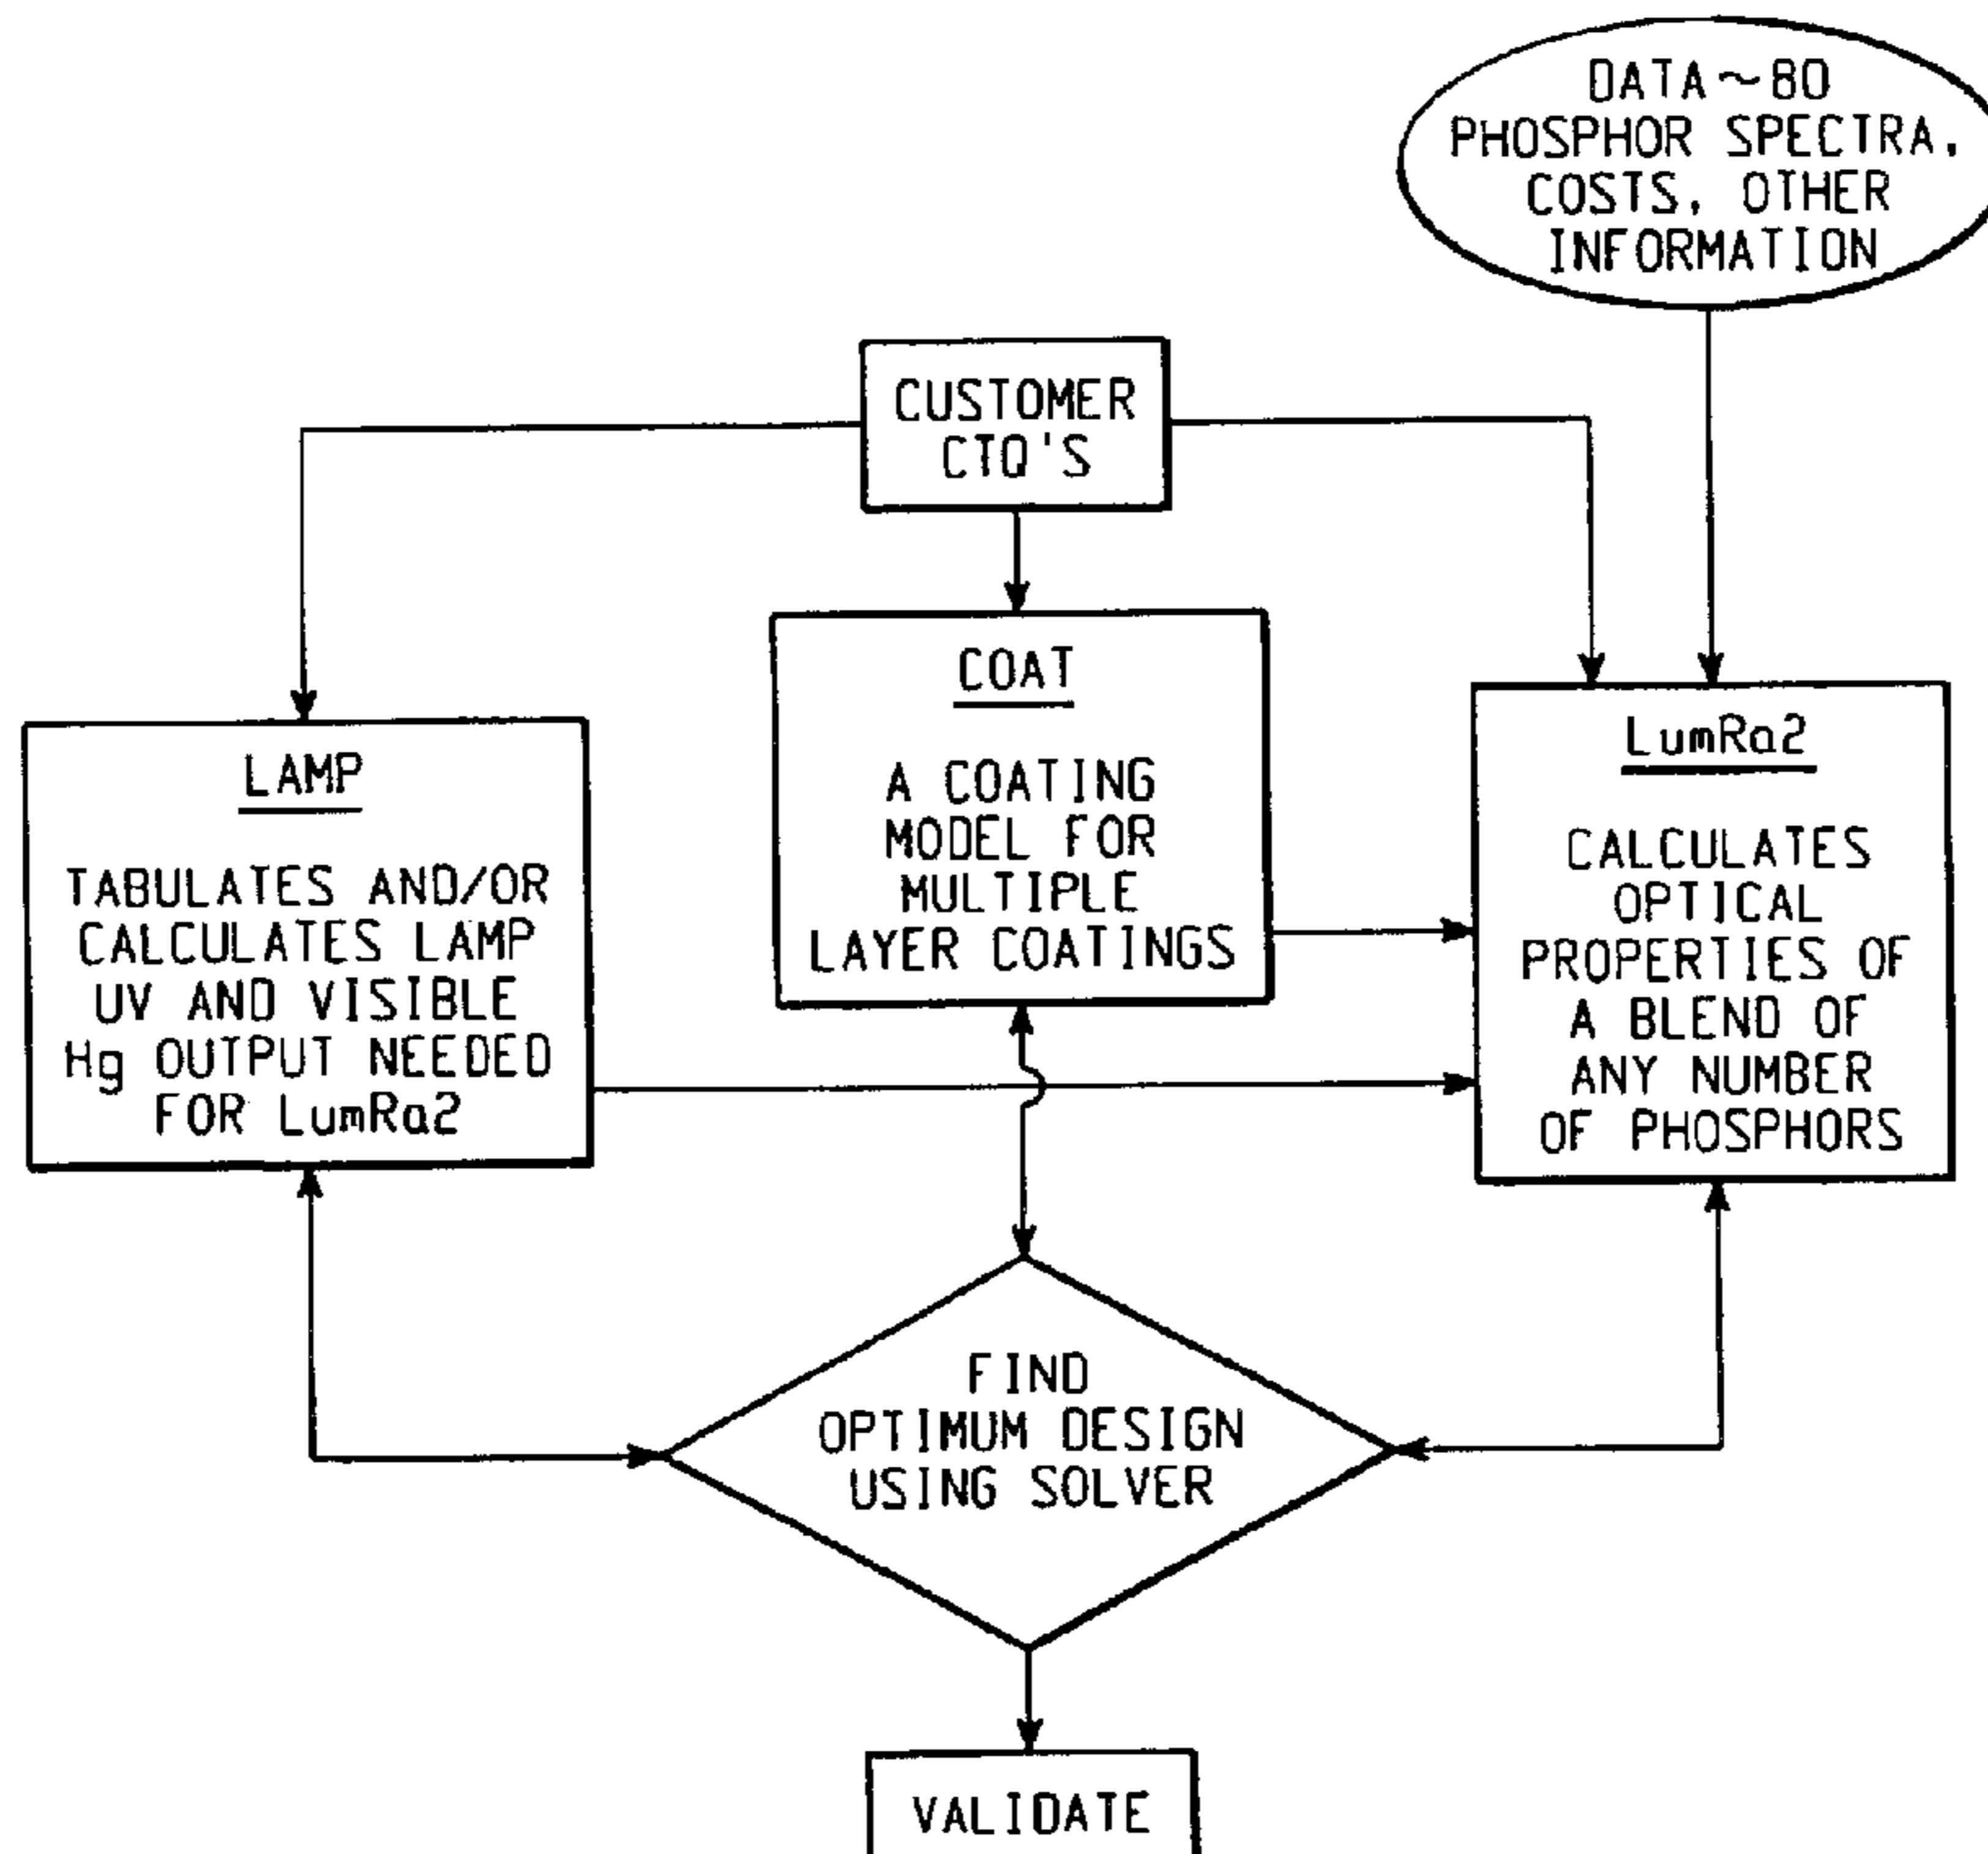 DATA~80
PHOSPHOR SPECTRA,
COSTS, OTHER
INFORMATION
CUSTOMER
CTQ'S
COAT
A COATING
MODEL FOR
MULTIPLE
LAYER COATINGS
LAMP
TABULATES AND/OR
CALCULATES LAMP
UV AND VISIBLE
Hg OUTPUT NEEDED
FOR LumRa2
LumRa2
CALCULATES
OPTICAL
PROPERTIES OF
A BLEND OF
ANY NUMBER
OF PHOSPHORS
FIND
OPTIMUM DESIGN
USING SOLVER
VALIDATE